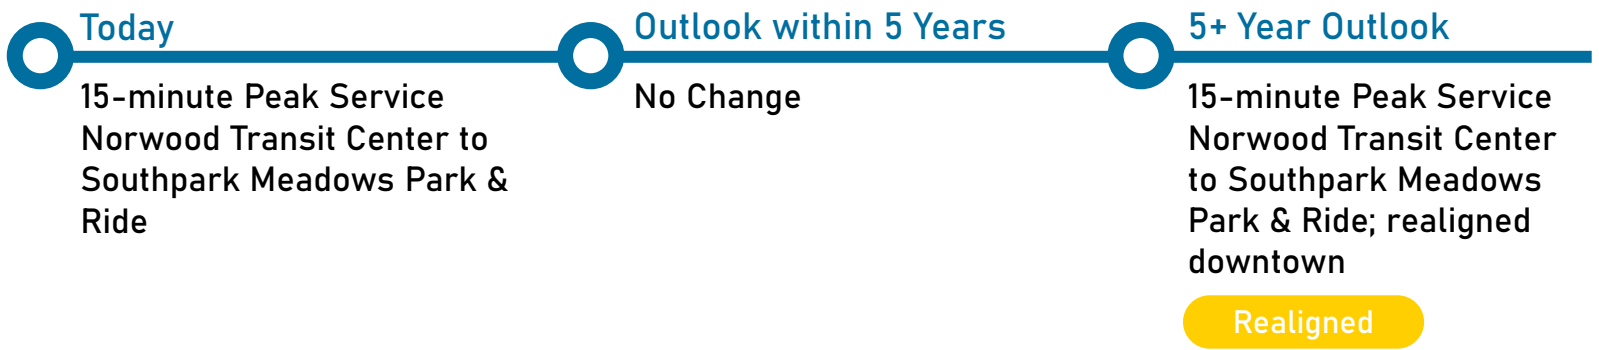 Today
15-minute Peak Service
Norwood Transit Center to
Southpark Meadows Park &
Ride
Outlook within 5 Years
No Change
5+ Year Outlook
15-minute Peak Service
Norwood Transit Center
to Southpark Meadows
Park & Ride; realigned
downtown
Realigned